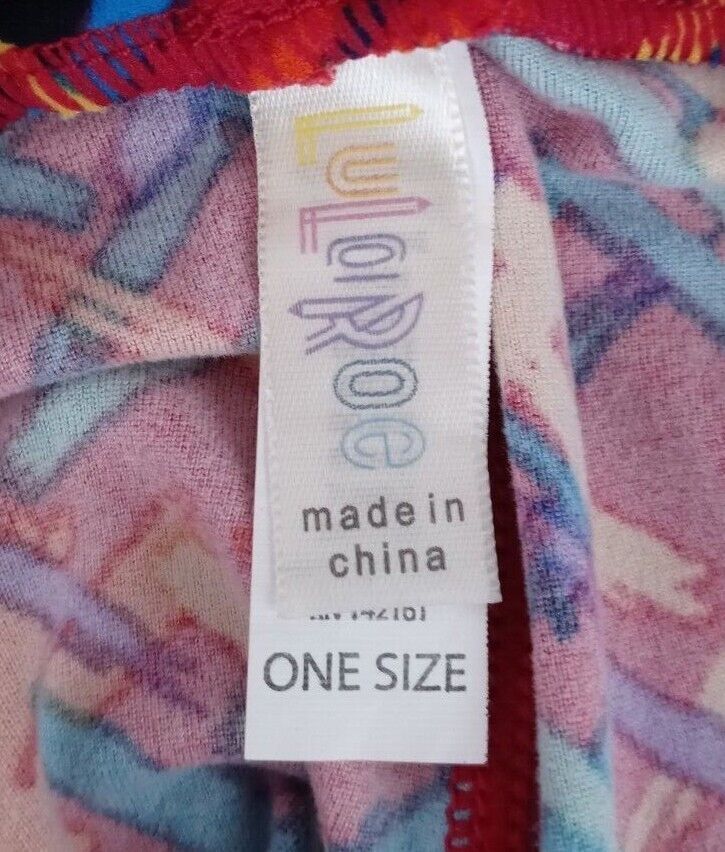 LuLaRoe
made in
china
ONE SIZE